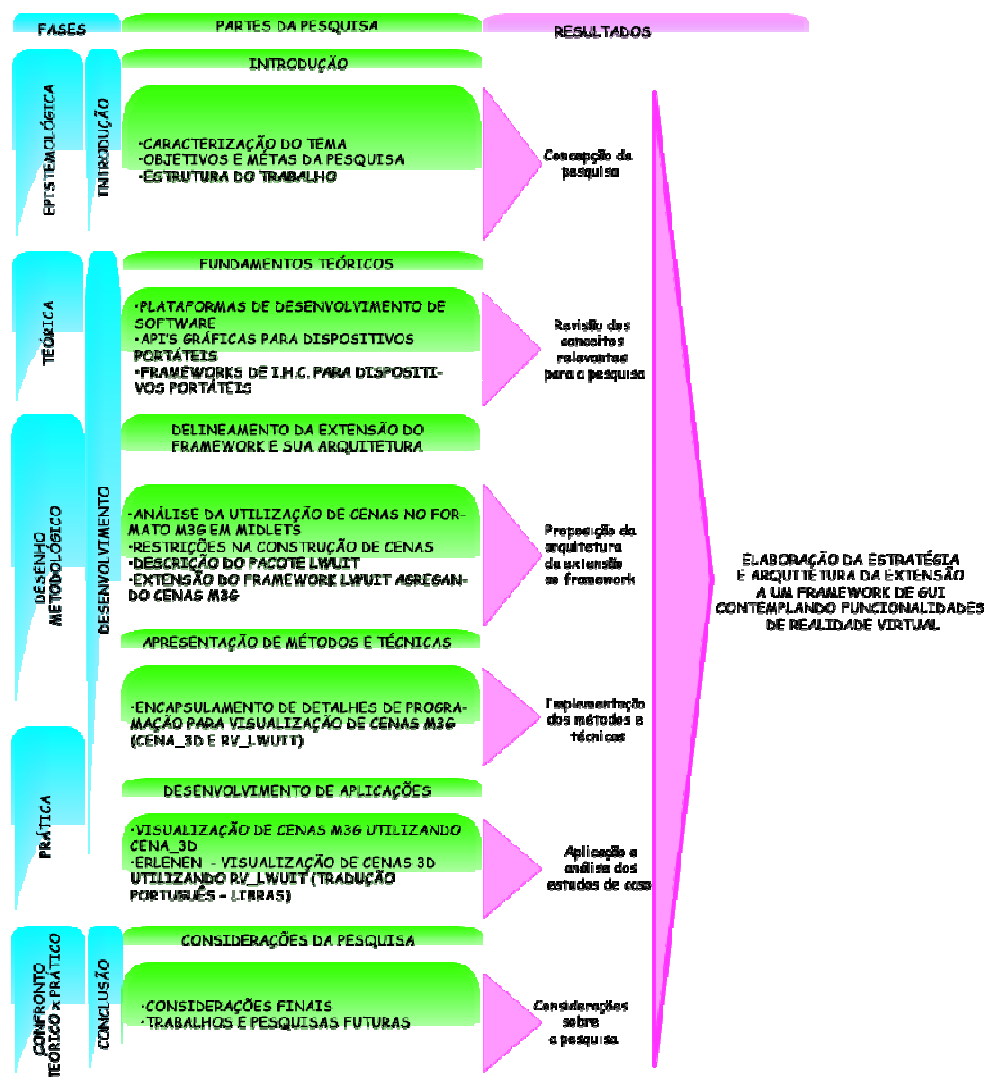 FASES
PARTES DA PESQUISA
RESULTADOS
EPISTEMOLÓGICA
INTRODUÇÃO
INTRODUÇÃO
·CARACTERIZAÇÃO DO TEMA
·OBJETIVOS E METAS DA PESQUISA
·ESTRUTURA DO TRABALHO
Concepção da
pesquisa
TEÓRICA
DESENVOLVIMENTO
FUNDAMENTOS TEÓRICOS
·PLATAFORMAS DE DESENVOLVIMENTO DE
SOFTWARE
·API'S GRÁFICAS PARA DISPOSITIVOS
PORTÁTEIS
·FRAMEWORKS DE I.H.C. PARA DISPOSITI-
VOS PORTÁTEIS
Revisão dos
conceitos
relevantes
para a pesquisa
DESENHO
METODOLÓGICO
DELINEAMENTO DA EXTENSÃO DO
FRAMEWORK E SUA ARQUITETURA
·ANÁLISE DA UTILIZAÇÃO DE CENAS NO FOR-
MATO M3G EM MIDLETS
·RESTRIÇÕES NA CONSTRUÇÃO DE CENAS
·DESCRIÇÃO DO PACOTE LWUIT
·EXTENSÃO DO FRAMEWORK LWUIT AGREGAN-
DO CENAS M3G
Proposição da
arquitetura
da extensão
ao framework
APRESENTAÇÃO DE MÉTODOS E TÉCNICAS
·ENCAPSULAMENTO DE DETALHES DE PROGRA-
MAÇÃO PARA VISUALIZAÇÃO DE CENAS M3G
(CENA_3D E RV_LWUIT)
Implementação
dos métodos e
técnicas
PRÁTICA
DESENVOLVIMENTO DE APLICAÇÕES
·VISUALIZAÇÃO DE CENAS M3G UTILIZANDO
CENA_3D
·ERLENEN - VISUALIZAÇÃO DE CENAS 3D
UTILIZANDO RV_LWUIT (TRADUÇÃO
PORTUGUÊS - LIBRAS)
Aplicação e
análise dos
estudos de caso
CONFRONTO
TEÓRICO x PRÁTICO
CONCLUSÃO
CONSIDERAÇÕES DA PESQUISA
·CONSIDERAÇÕES FINAIS
·TRABALHOS E PESQUISAS FUTURAS
Considerações
sobre
a pesquisa
ELABORAÇÃO DA ESTRATÉGIA
E ARQUITETURA DA EXTENSÃO
A UM FRAMEWORK DE GUI
CONTEMPLANDO FUNCIONALIDADES
DE REALIDADE VIRTUAL